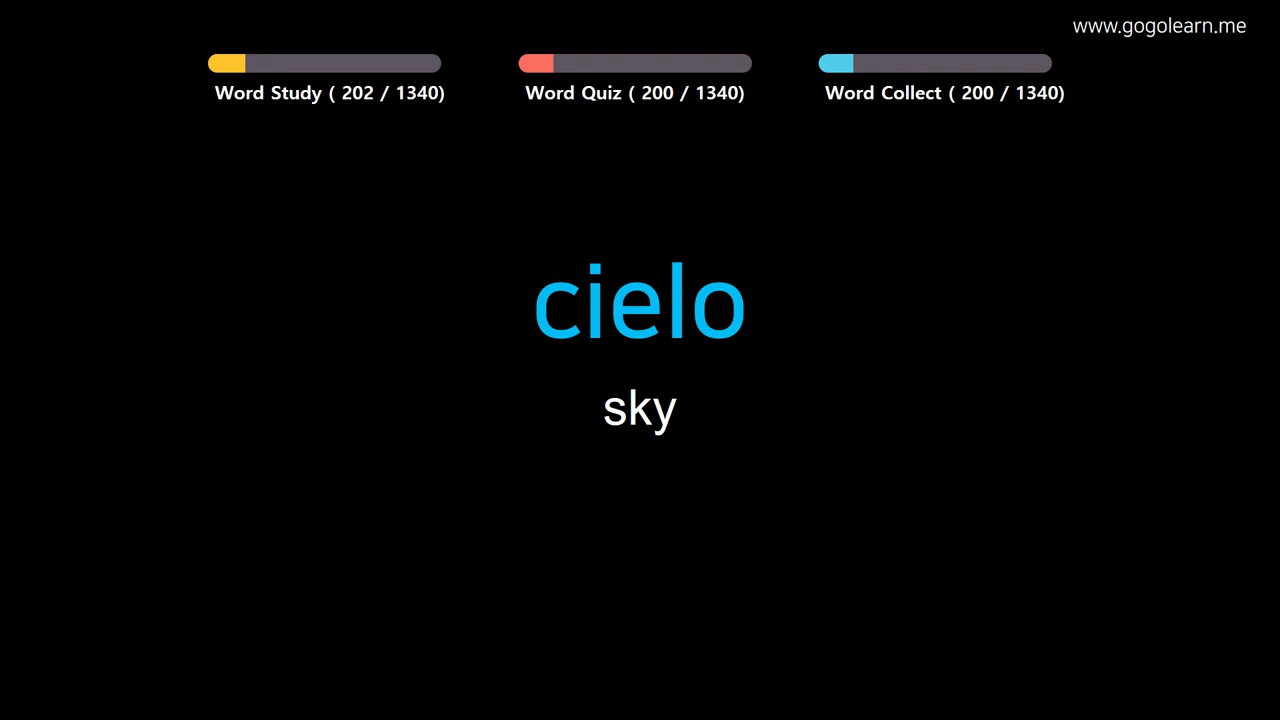 www.gogolearn.me
Word Study ( 202 / 1340)
Word Quiz ( 200 / 1340)
Word Collect ( 200 / 1340)
cielo
sky